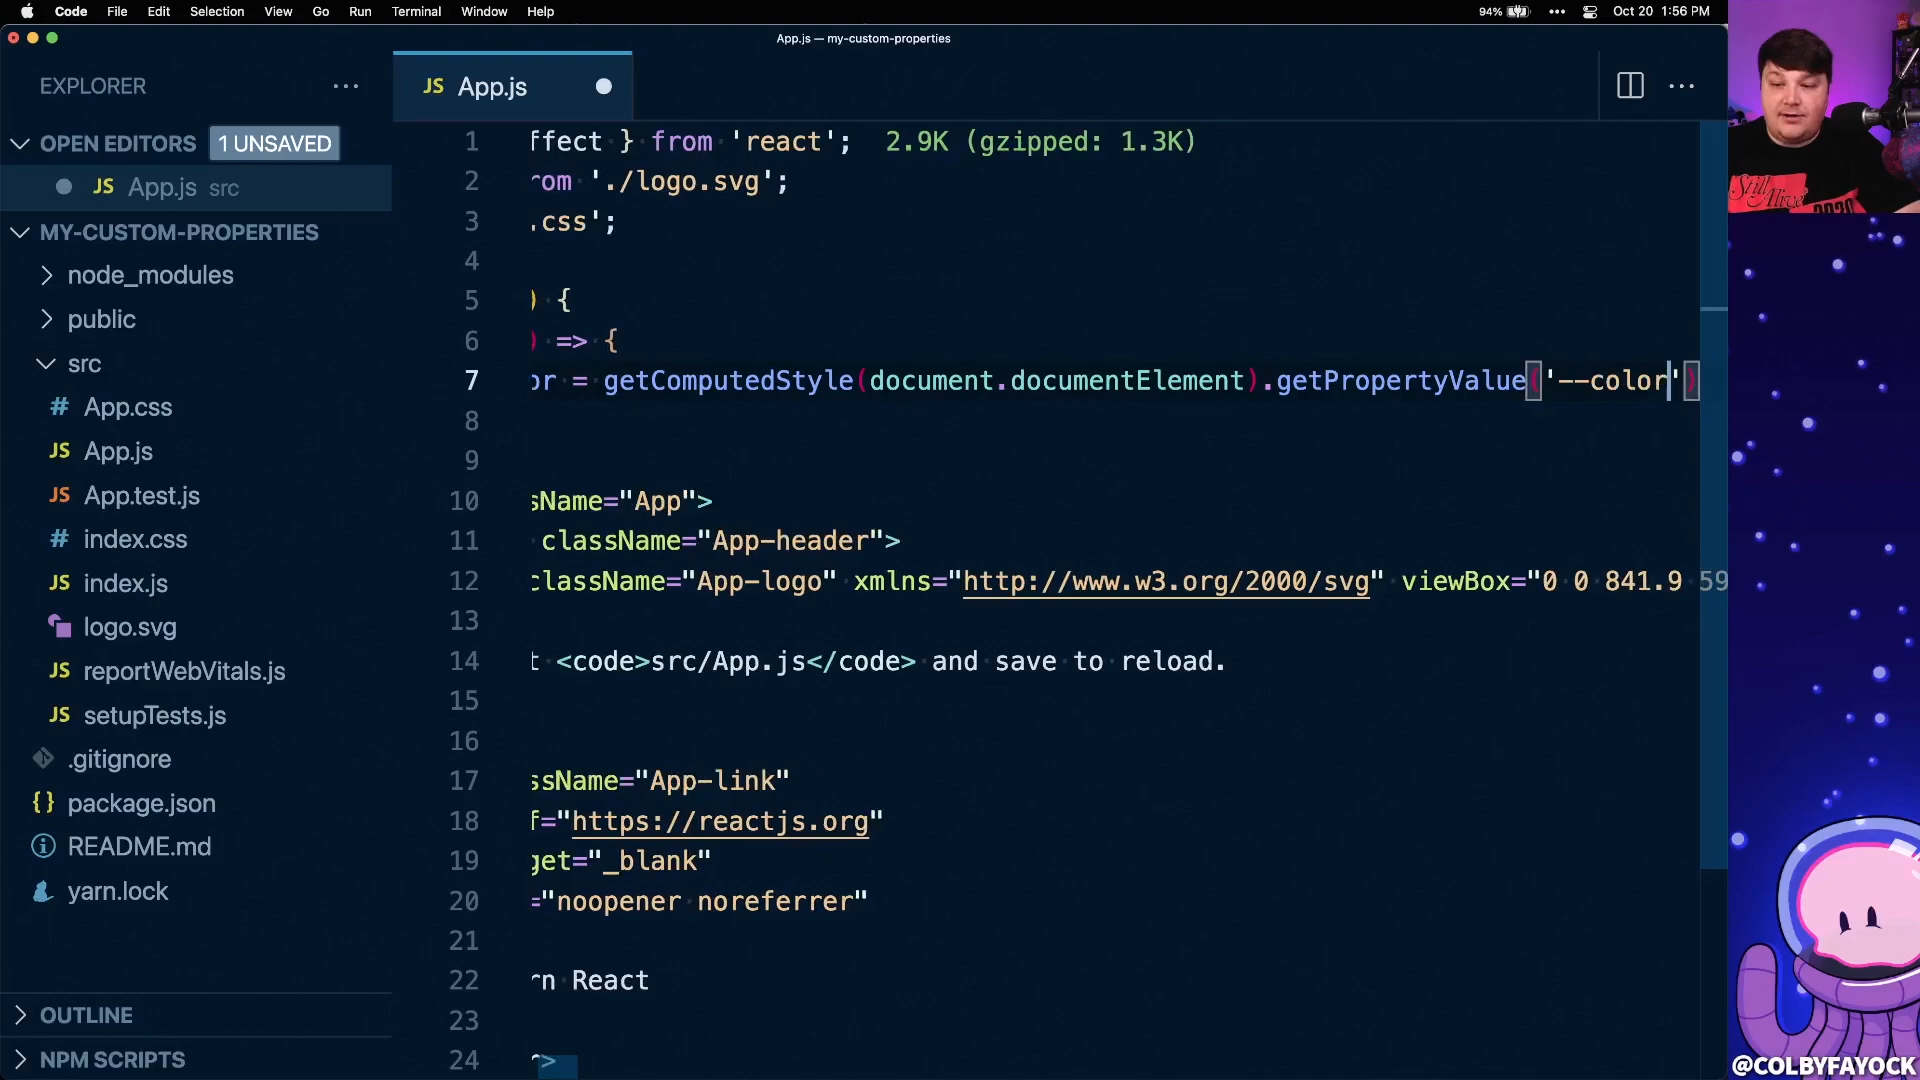 Code File Edit Selection View Go Run Terminal Window Help 94% Oct 20 1:56 PM
App.js — my-custom-properties
EXPLORER
OPEN EDITORS 1 UNSAVED
JS App.js src
MY-CUSTOM-PROPERTIES
node_modules
public
src
# App.css
JS App.js
JS App.test.js
# index.css
JS index.js
logo.svg
JS reportWebVitals.js
JS setupTests.js
.gitignore
{} package.json
README.md
yarn.lock
OUTLINE
NPM SCRIPTS
JS App.js
1 ffect } from 'react'; 2.9K (gzipped: 1.3K)
2 rom './logo.svg';
3 .css';
4
5 ) {
6 ) => {
7 or = getComputedStyle(document.documentElement).getPropertyValue('--color')
8
9
10 sName="App">
11 className="App-header">
12 className="App-logo" xmlns="http://www.w3.org/2000/svg" viewBox="0 0 841.9 59
13
14 t <code>src/App.js</code> and save to reload.
15
16
17 ssName="App-link"
18 f="https://reactjs.org"
19 get="_blank"
20 ="noopener noreferrer"
21
22 rn React
23
24 >
Still Alive
2020
@COLBYFAYOCK